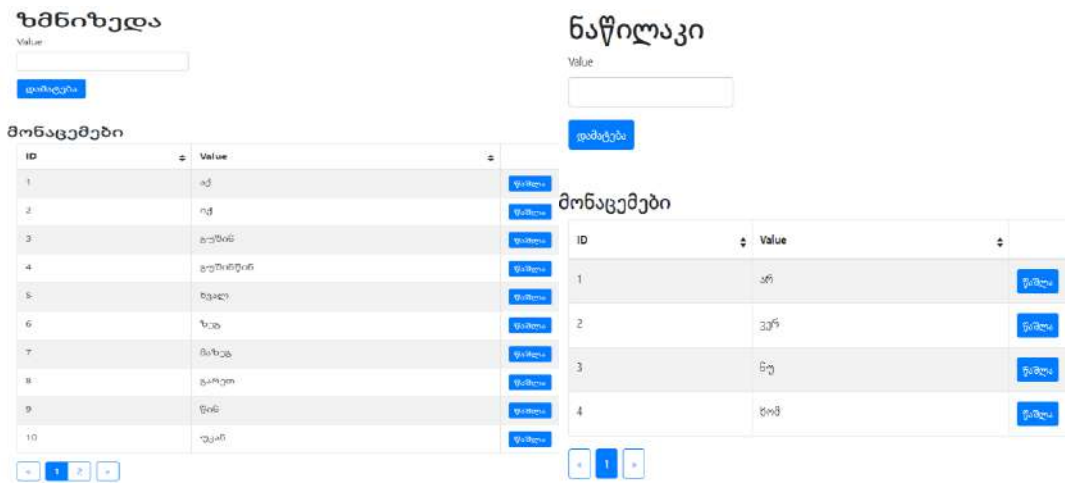 ზმნიზედა
Value
დამატება
მონაცემები
ID Value
1 იქ წაშლა
2 იქ წაშლა
3 გუშინ წაშლა
4 გუშინწინ წაშლა
5 ხვალ წაშლა
6 ზეგ წაშლა
7 მაზეგ წაშლა
8 გარეთ წაშლა
9 წინ წაშლა
10 უკან წაშლა
« 1 2 »
ნაწილაკი
Value
დამატება
მონაცემები
ID Value
1 არ წაშლა
2 ვერ წაშლა
3 ნუ წაშლა
4 ხომ წაშლა
« 1 »